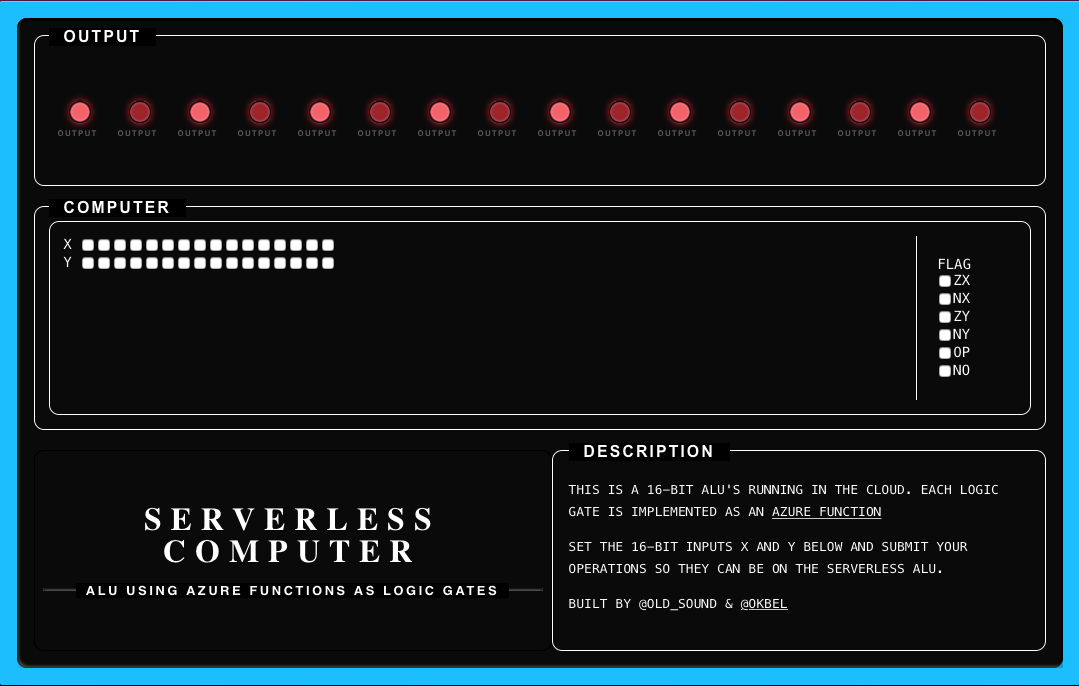 OUTPUT
OUTPUT OUTPUT OUTPUT OUTPUT OUTPUT OUTPUT OUTPUT OUTPUT OUTPUT OUTPUT OUTPUT OUTPUT OUTPUT OUTPUT OUTPUT OUTPUT
COMPUTER
X
Y
FLAG
ZX
NX
ZY
NY
OP
NO
SERVERLESS
COMPUTER
ALU USING AZURE FUNCTIONS AS LOGIC GATES
DESCRIPTION
THIS IS A 16-BIT ALU'S RUNNING IN THE CLOUD. EACH LOGIC
GATE IS IMPLEMENTED AS AN AZURE FUNCTION
SET THE 16-BIT INPUTS X AND Y BELOW AND SUBMIT YOUR
OPERATIONS SO THEY CAN BE ON THE SERVERLESS ALU.
BUILT BY @OLD_SOUND & @OKBEL